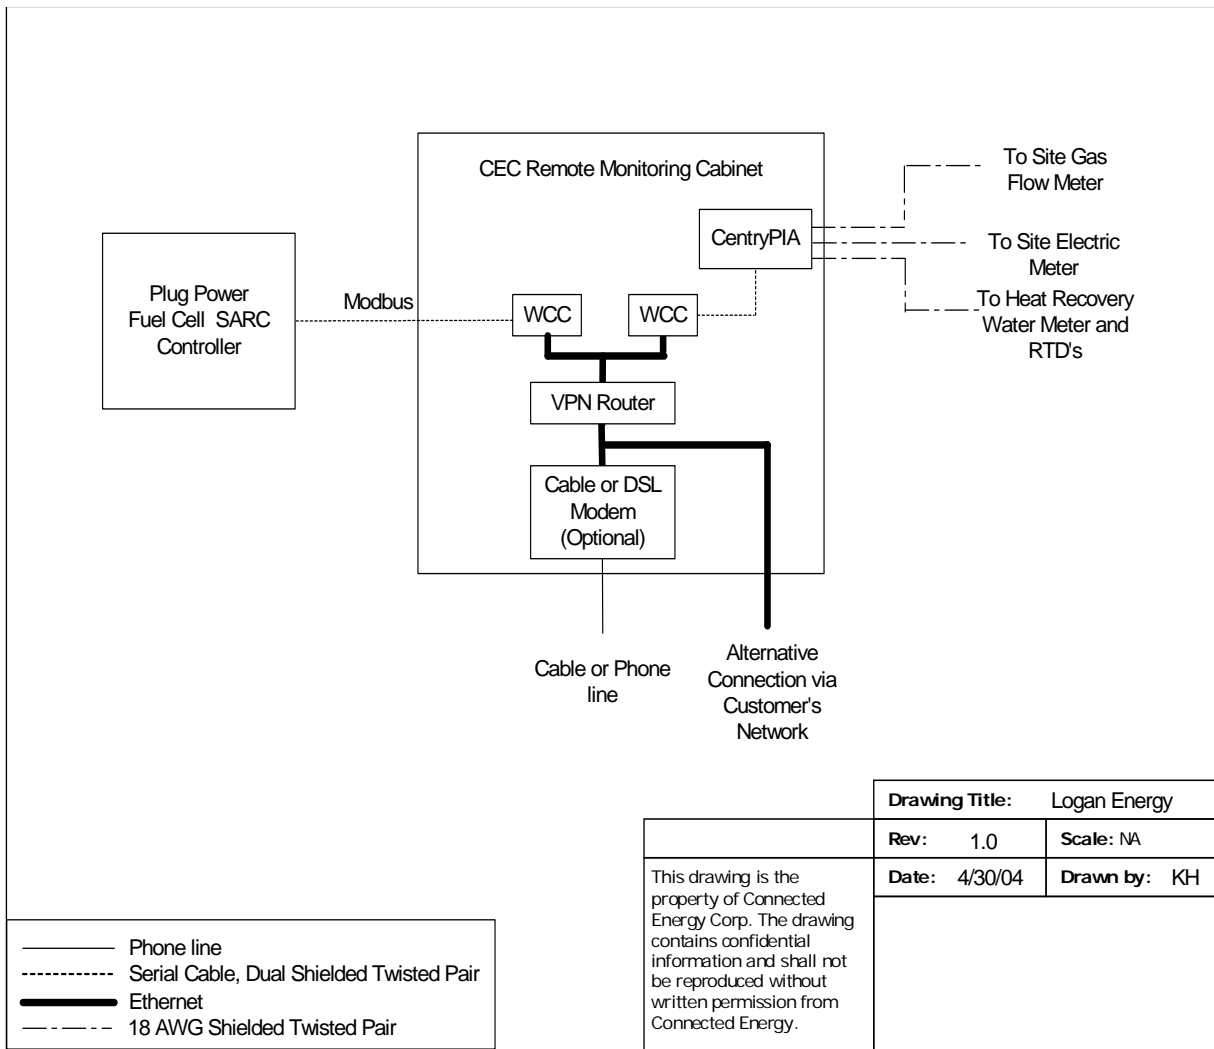 CEC Remote Monitoring Cabinet
To Site Gas
Flow Meter
CentryPIA
To Site Electric
Meter
Plug Power
Fuel Cell SARC
Controller
Modbus
WCC
WCC
To Heat Recovery
Water Meter and
RTD's
VPN Router
Cable or DSL
Modem
(Optional)
Cable or Phone
line
Alternative
Connection via
Customer's
Network
Drawing Title: Logan Energy
Rev: 1.0 Scale: NA
Date: 4/30/04 Drawn by: KH
This drawing is the
property of Connected
Energy Corp. The drawing
contains confidential
information and shall not
be reproduced without
written permission from
Connected Energy.
Phone line
Serial Cable, Dual Shielded Twisted Pair
Ethernet
18 AWG Shielded Twisted Pair